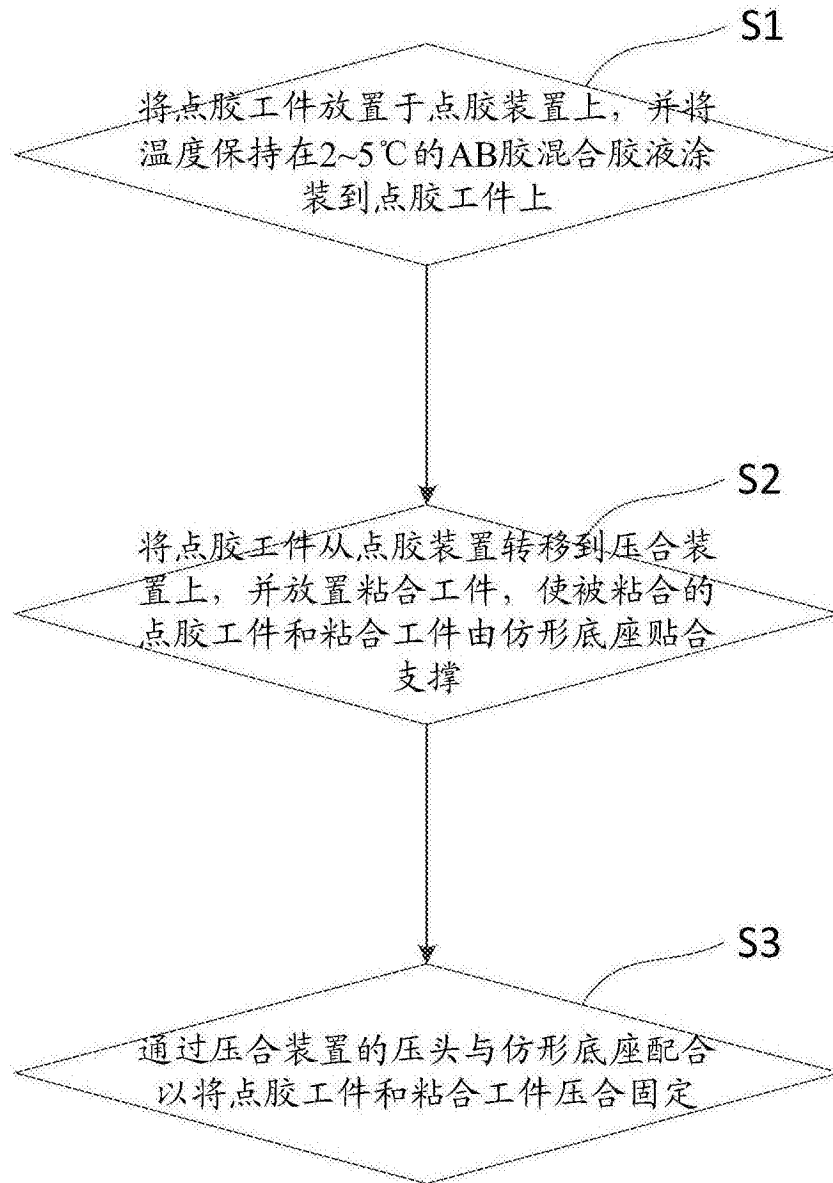 S1
将点胶工件放置于点胶装置上，并将
温度保持在2~5℃的AB胶混合胶液涂
装到点胶工件上
S2
将点胶工件从点胶装置转移到压合装
置上，并放置粘合工件，使被粘合的
点胶工件和粘合工件由仿形底座贴合
支撑
S3
通过压合装置的压头与仿形底座配合
以将点胶工件和粘合工件压合固定